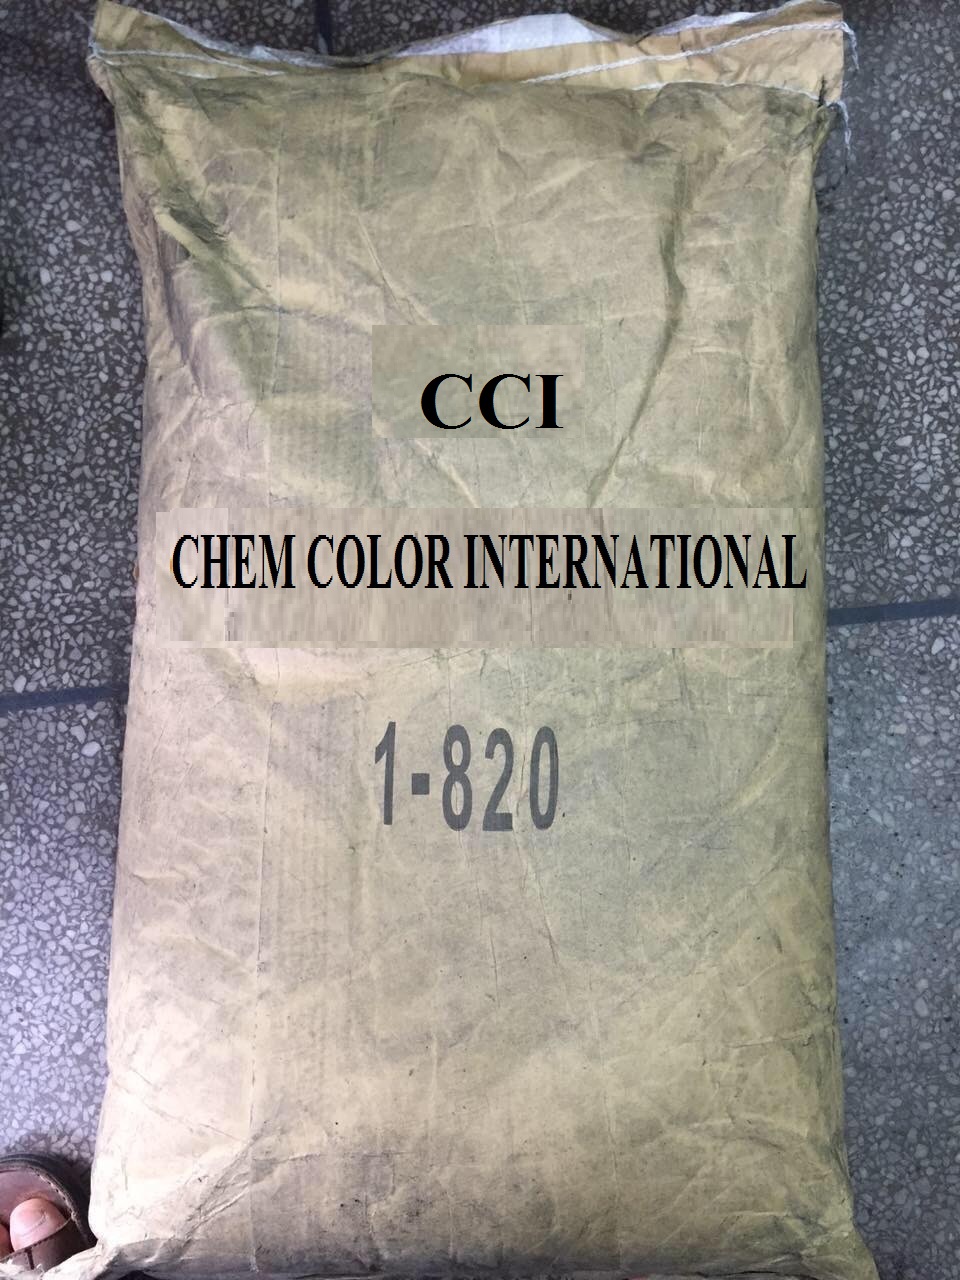 CCI
CHEM COLOR INTERNATIONAL
1-820